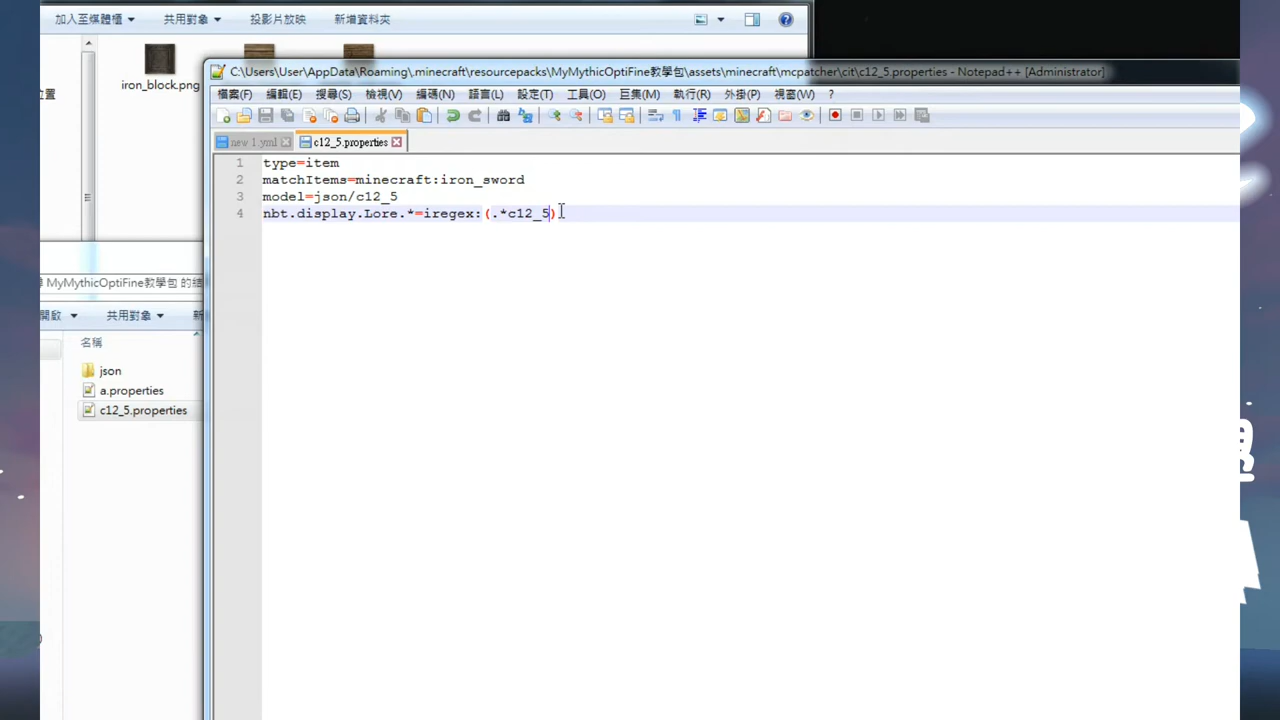 加入至媒體櫃 ▼ 共用對象 ▼ 投影片放映 新增資料夾
iron_block.png
C:\Users\User\AppData\Roaming\.minecraft\resourcepacks\MyMythicOptiFine教學包\assets\minecraft\mcpatcher\cit\c12_5.properties - Notepad++ [Administrator]
檔案(F) 編輯(E) 搜尋(S) 檢視(V) 編碼(N) 語言(L) 設定(T) 工具(O) 巨集(M) 執行(R) 外掛(P) 視窗(W) ?
new 1.yml c12_5.properties
1 type=item
2 matchItems=minecraft:iron_sword
3 model=json/c12_5
4 nbt.display.Lore.*=iregex:(.*c12_5)
位置
MyMythicOptiFine教學包 的結
開啟 ▼ 共用對象 ▼
名稱
json
a.properties
c12_5.properties